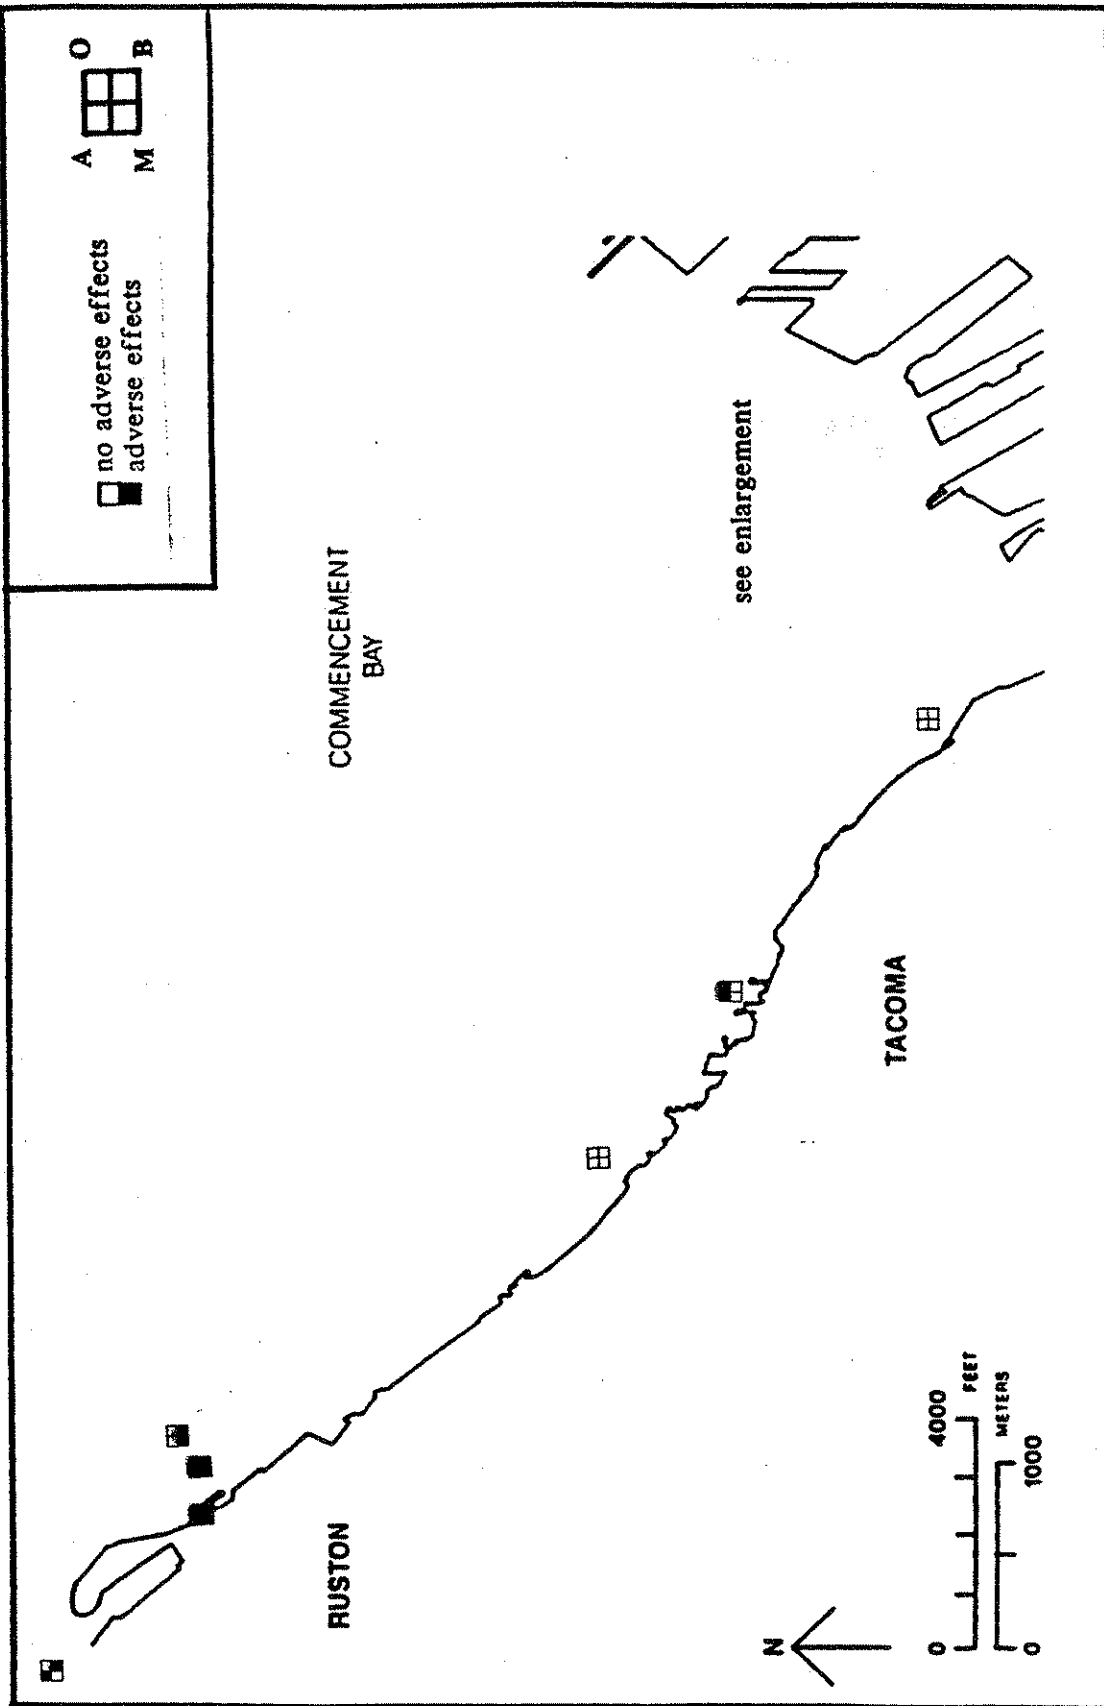 no adverse effects
adverse effects
A O
M B
COMMENCEMENT
BAY
see enlargement
RUSTON
TACOMA
N
0 4000
FEET
METERS
0 1000